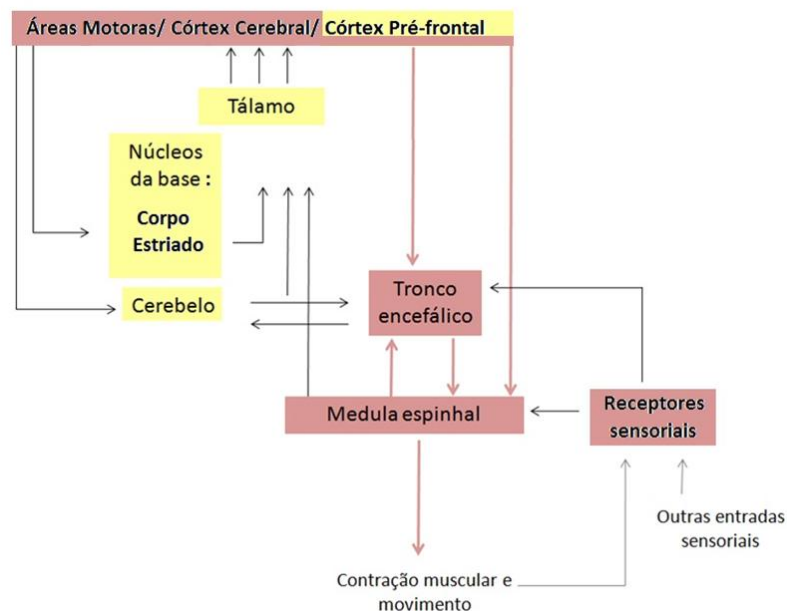 Áreas Motoras/ Córtex Cerebral/ Córtex Pré-frontal
Tálamo
Núcleos
da base :
Corpo
Estriado
Cerebelo
Tronco
encefálico
Medula espinhal
Receptores
sensoriais
Outras entradas
sensoriais
Contração muscular e
movimento